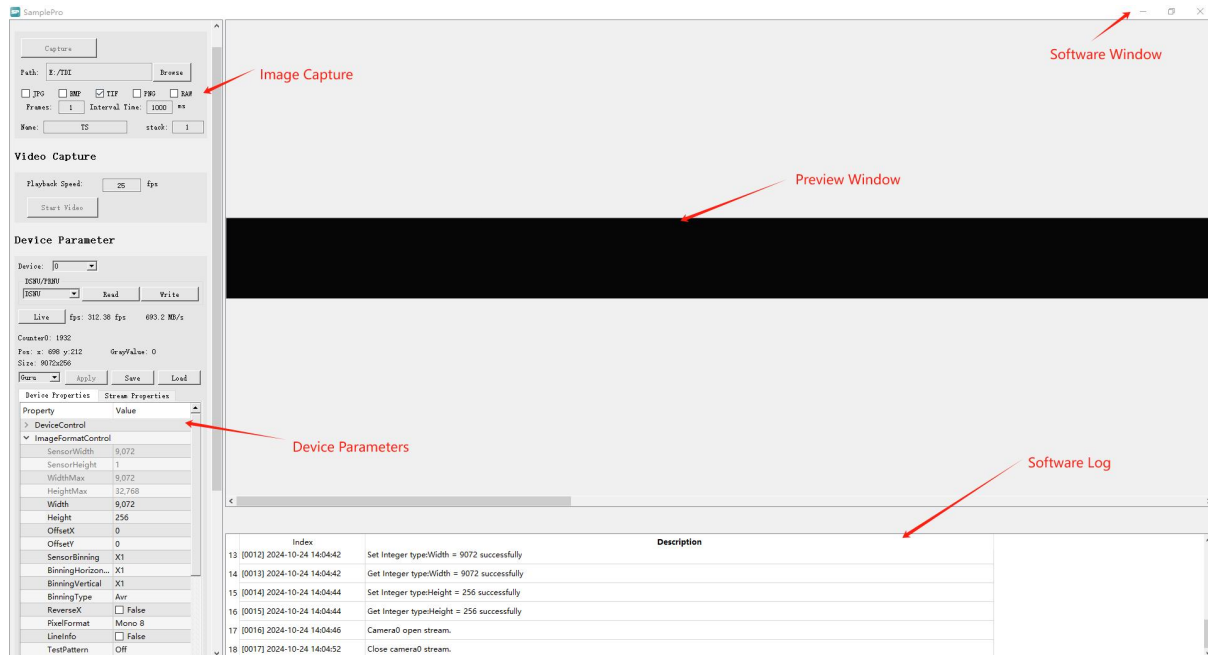 SamplePro
Software Window
Capture
Path: E:/TDI Browse
JPG BMP TIF PNG RAW
Frames: 1 Interval Time: 1000 ms
Name: TS stack: 1
Image Capture
Video Capture
Playback Speed: 25 fps
Start Video
Preview Window
Device Parameter
Device: 0
DSNU/PRNU
DSNU Read Write
Live fps: 312.38 fps 693.2 MB/s
Counter0: 1932
Pos: x: 698 y:212 GrayValue: 0
Size: 9072x256
Guru Apply Save Load
Device Properties Stream Properties
Property Value
DeviceControl
ImageFormatControl
SensorWidth 9,072
SensorHeight 1
WidthMax 9,072
HeightMax 32,768
Width 9,072
Height 256
OffsetX 0
OffsetY 0
SensorBinning X1
BinningHorizon... X1
BinningVertical X1
BinningType Avr
ReverseX False
PixelFormat Mono 8
LineInfo False
TestPattern Off
Device Parameters
Software Log
Index Description
13 [0012] 2024-10-24 14:04:42 Set Integer type:Width = 9072 successfully
14 [0013] 2024-10-24 14:04:42 Get Integer type:Width = 9072 successfully
15 [0014] 2024-10-24 14:04:44 Set Integer type:Height = 256 successfully
16 [0015] 2024-10-24 14:04:44 Get Integer type:Height = 256 successfully
17 [0016] 2024-10-24 14:04:46 Camera0 open stream.
18 [0017] 2024-10-24 14:04:52 Close camera0 stream.